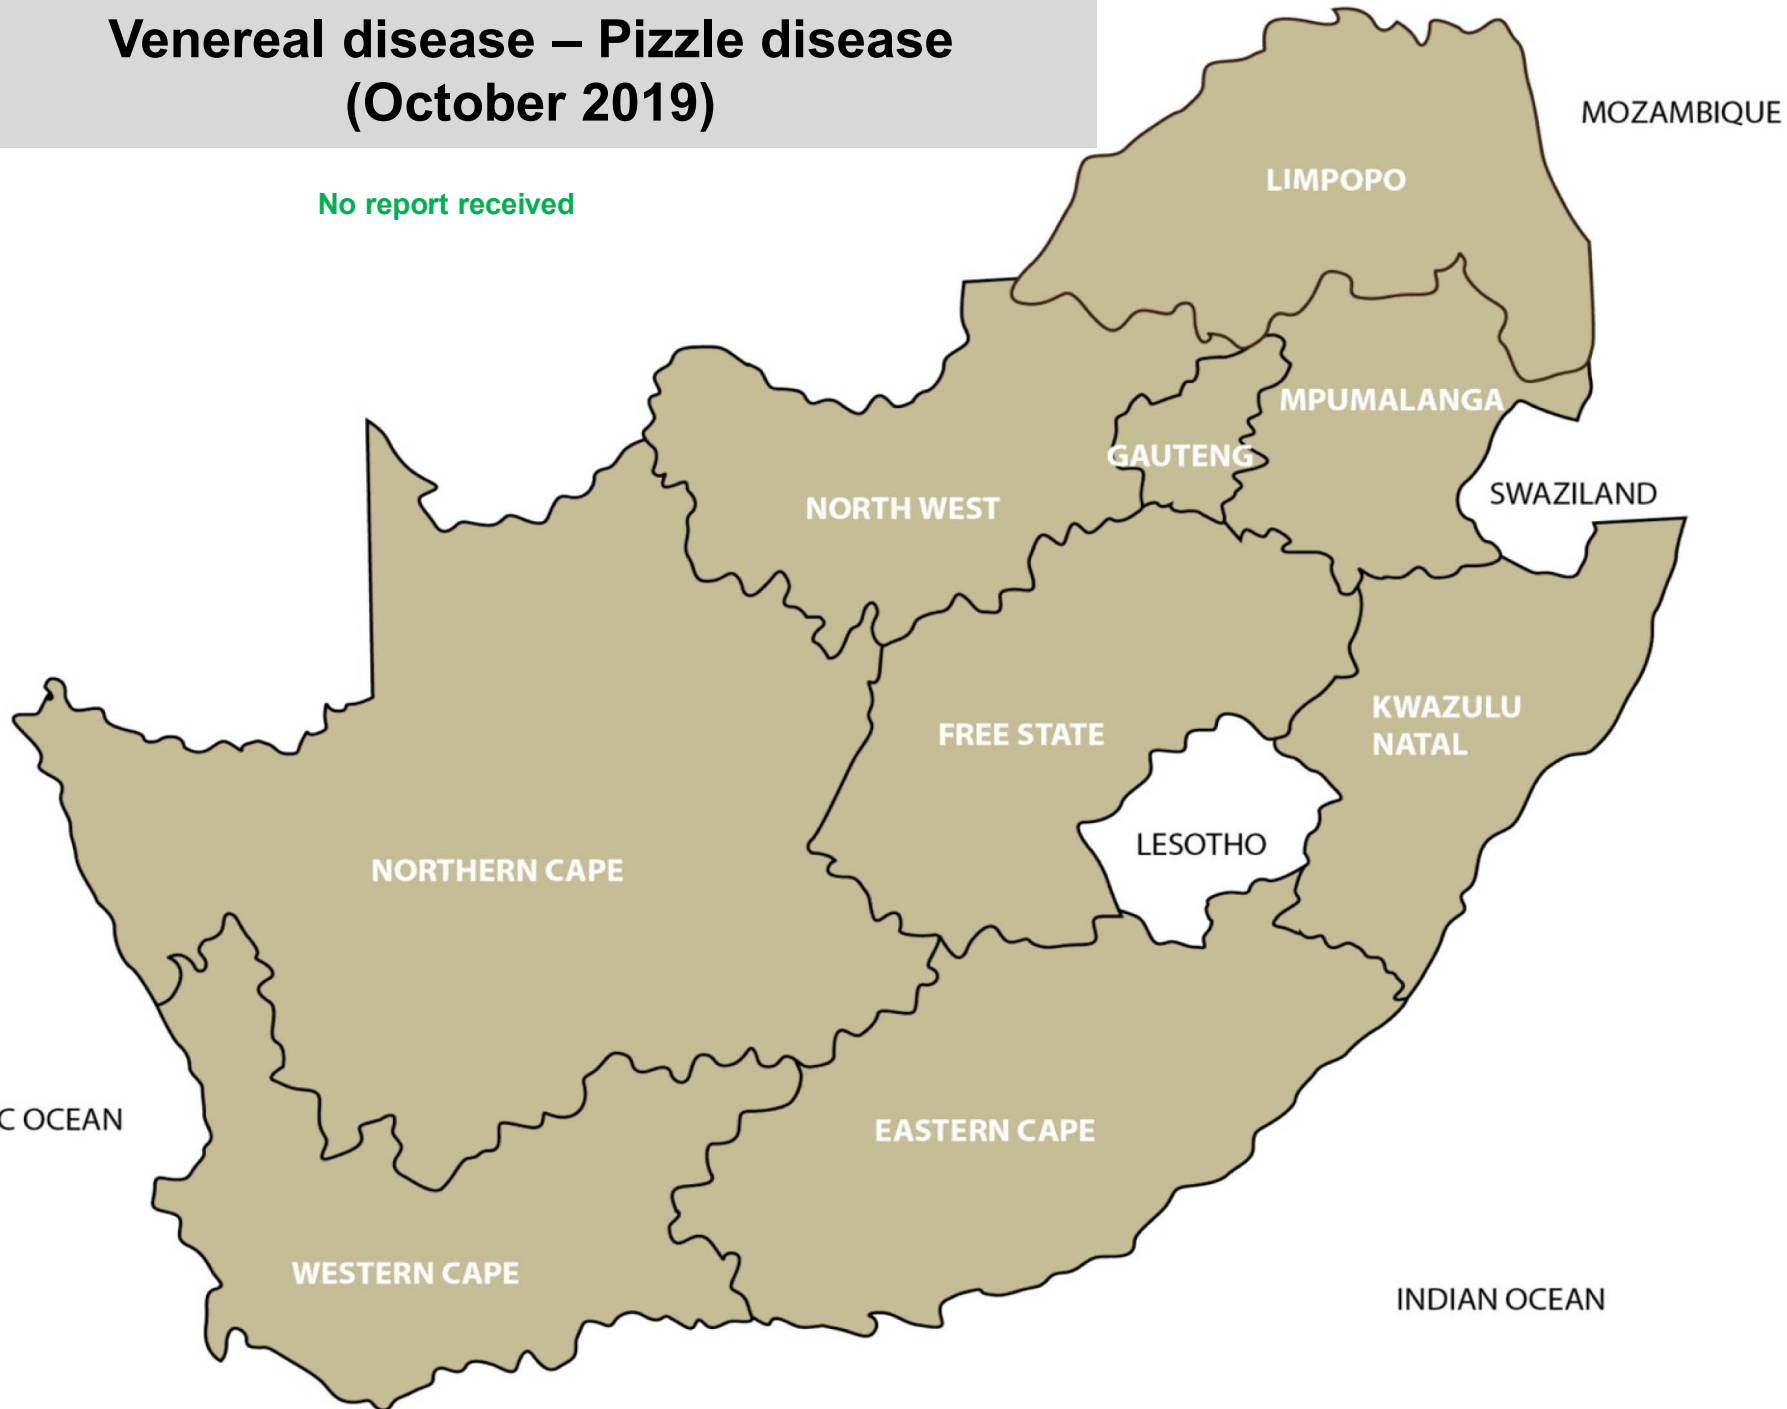 Venereal disease – Pizzle disease
(October 2019)
No report received
MOZAMBIQUE
LIMPOPO
MPUMALANGA
GAUTENG
SWAZILAND
NORTH WEST
KWAZULU
NATAL
FREE STATE
LESOTHO
NORTHERN CAPE
C OCEAN
EASTERN CAPE
WESTERN CAPE
INDIAN OCEAN